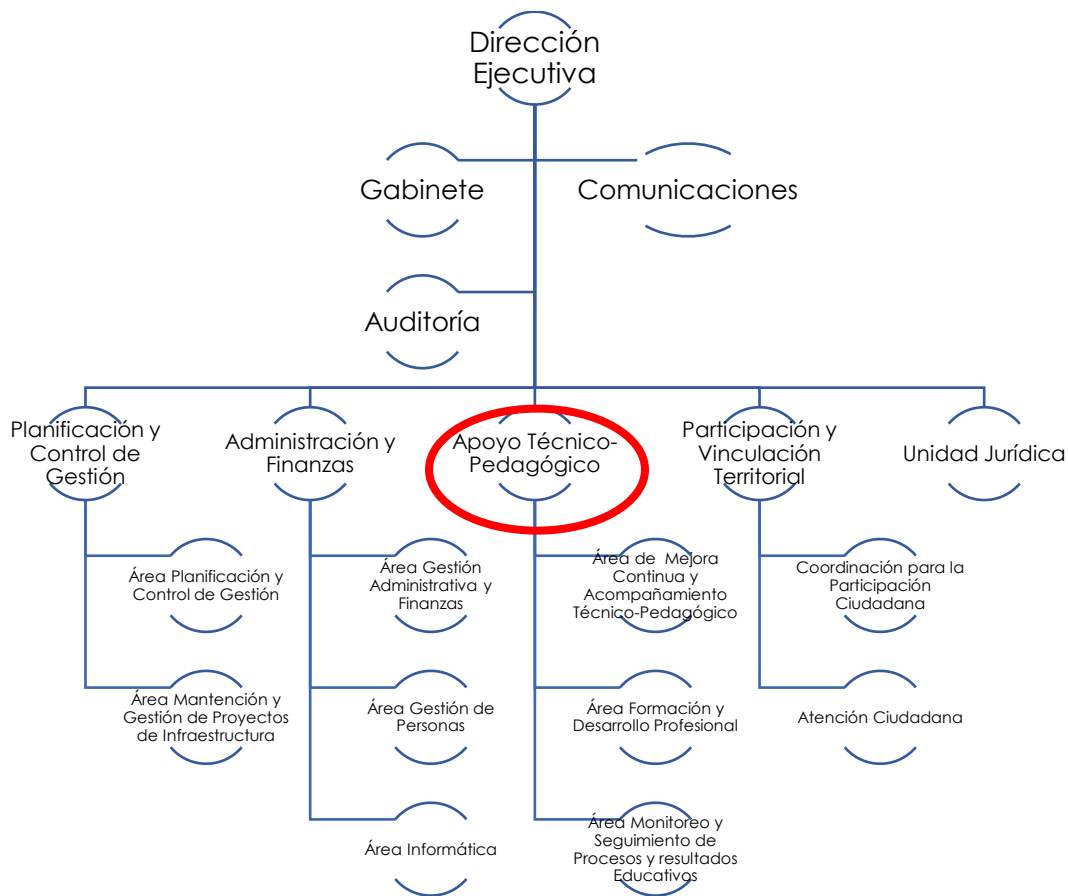 Dirección
Ejecutiva
Gabinete
Comunicaciones
Auditoría
Planificación y
Control de
Gestión
Administración y
Finanzas
Apoyo Técnico-
Pedagógico
Participación y
Vinculación
Territorial
Unidad Jurídica
Área Planificación y
Control de Gestión
Área Mantención y
Gestión de Proyectos
de Infraestructura
Área Gestión
Administrativa y
Finanzas
Área Gestión de
Personas
Área Informática
Área de Mejora
Continua y
Acompañamiento
Técnico-Pedagógico
Área Formación y
Desarrollo Profesional
Área Monitoreo y
Seguimiento de
Procesos y resultados
Educativos
Coordinación para la
Participación
Ciudadana
Atención Ciudadana